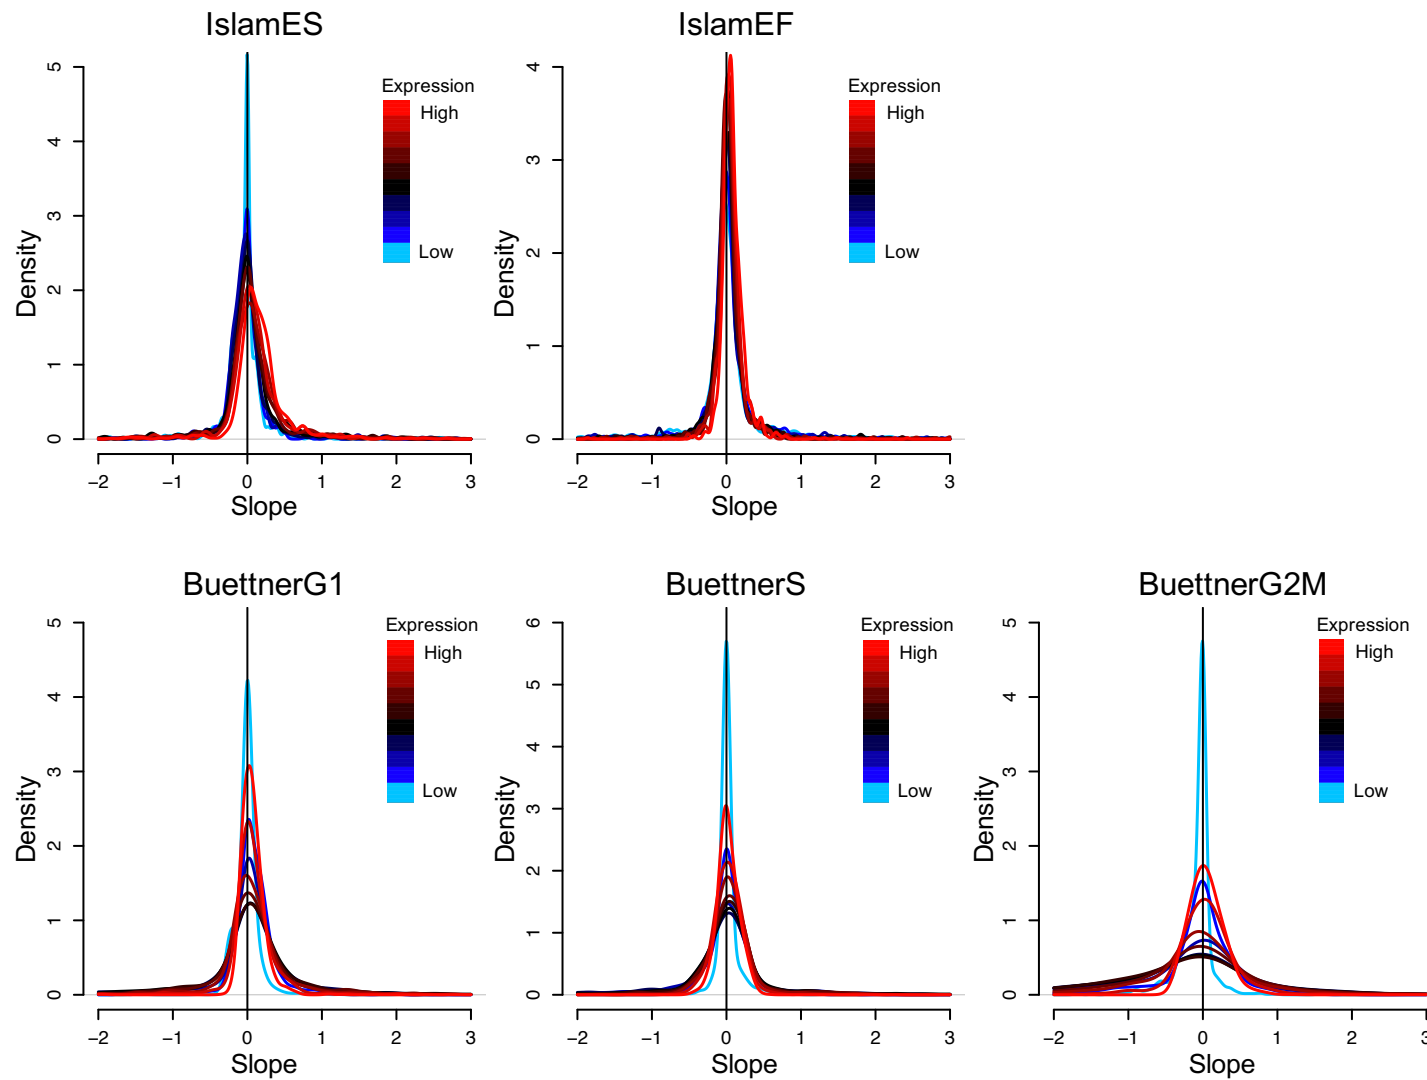 IslamES
Density
5
4
3
2
1
0
Expression
High
Low
−2 −1 0 1 2 3
Slope
IslamEF
Density
4
3
2
1
0
Expression
High
Low
−2 −1 0 1 2 3
Slope
BuettnerG1
Density
5
4
3
2
1
0
Expression
High
Low
−2 −1 0 1 2 3
Slope
BuettnerS
Density
6
5
4
3
2
1
0
Expression
High
Low
−2 −1 0 1 2 3
Slope
BuettnerG2M
Density
5
4
3
2
1
0
Expression
High
Low
−2 −1 0 1 2 3
Slope